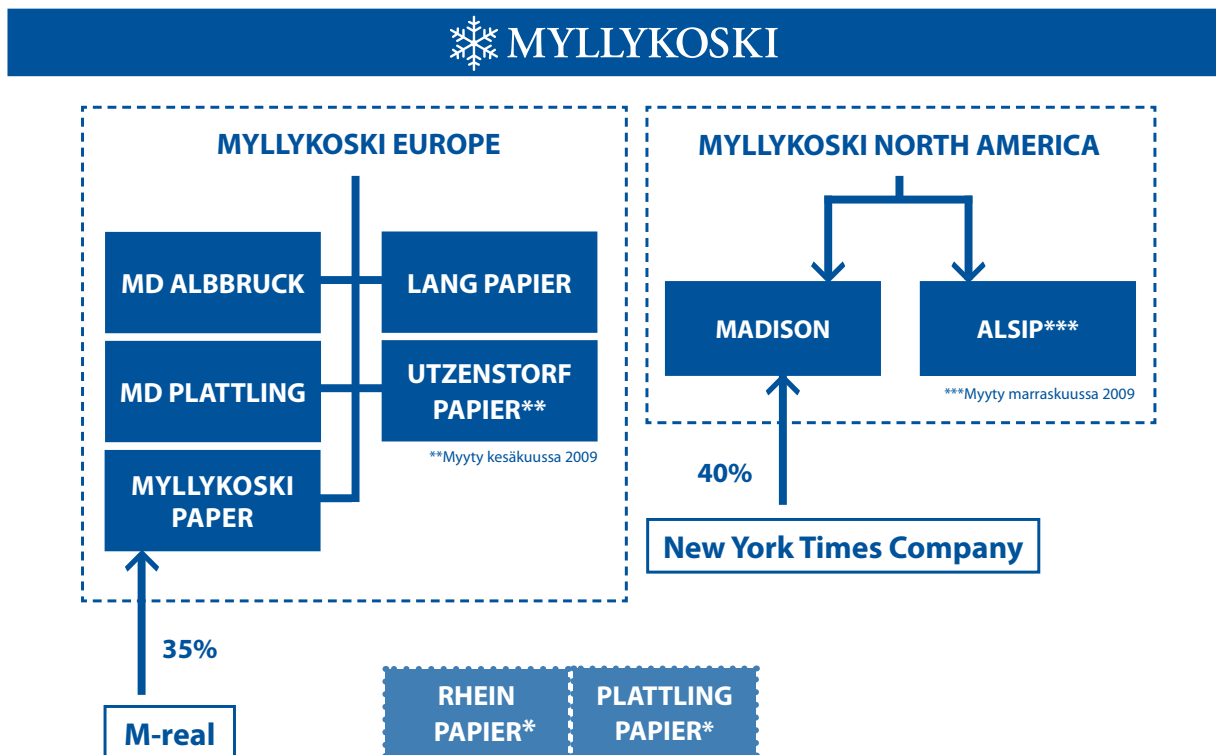 MYLLYKOSKI
MYLLYKOSKI EUROPE
MD ALBBRUCK
LANG PAPIER
MD PLATTLING
UTZENSTORF
PAPIER**
**Myyty kesäkuussa 2009
MYLLYKOSKI
PAPER
35%
M-real
MYLLYKOSKI NORTH AMERICA
MADISON
ALSIP***
***Myyty marraskuussa 2009
40%
New York Times Company
RHEIN
PAPIER*
PLATTLING
PAPIER*